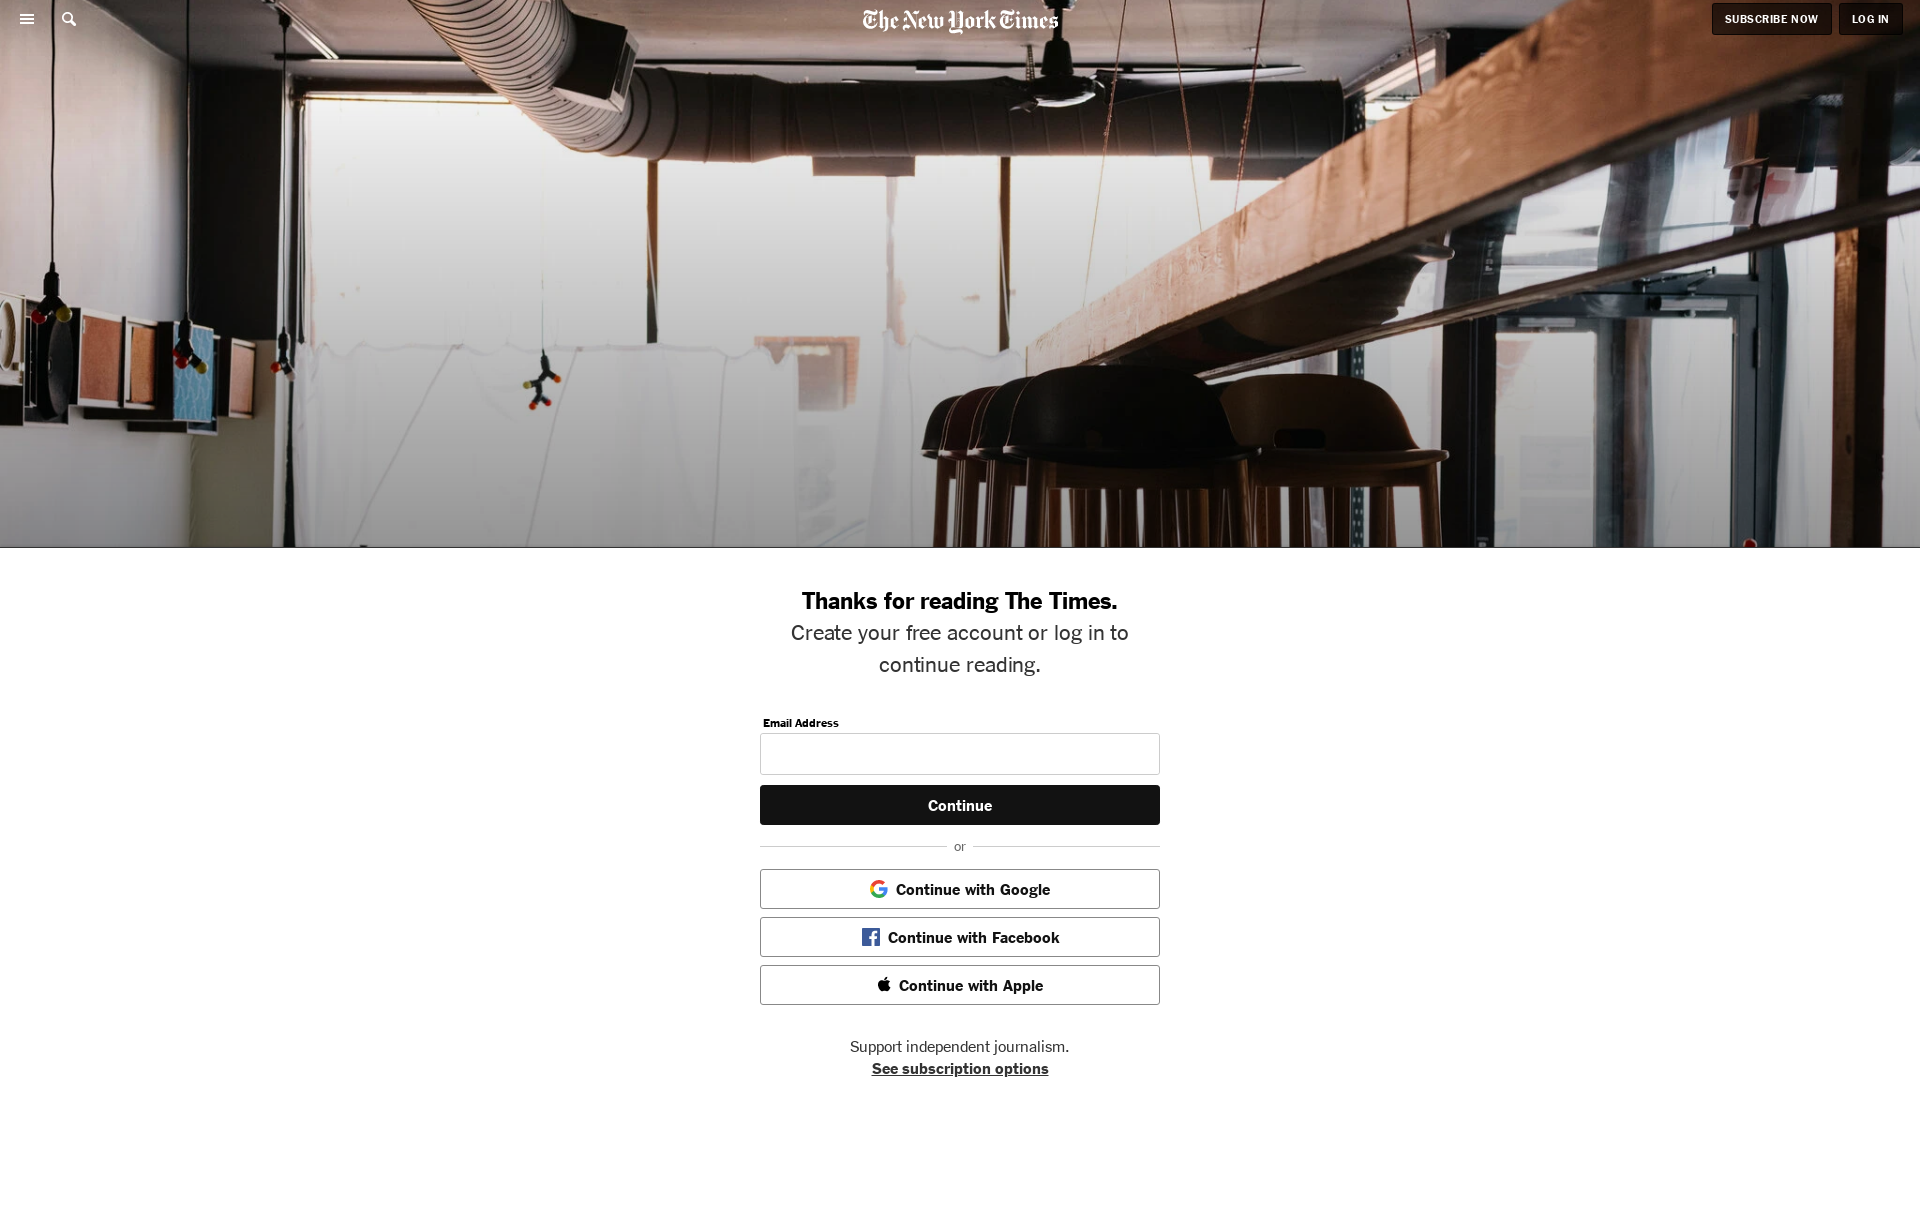 The New York Times
SUBSCRIBE NOW
LOG IN
Thanks for reading The Times.
Create your free account or log in to
continue reading.
Email Address
Continue
or
Continue with Google
Continue with Facebook
Continue with Apple
Support independent journalism.
See subscription options